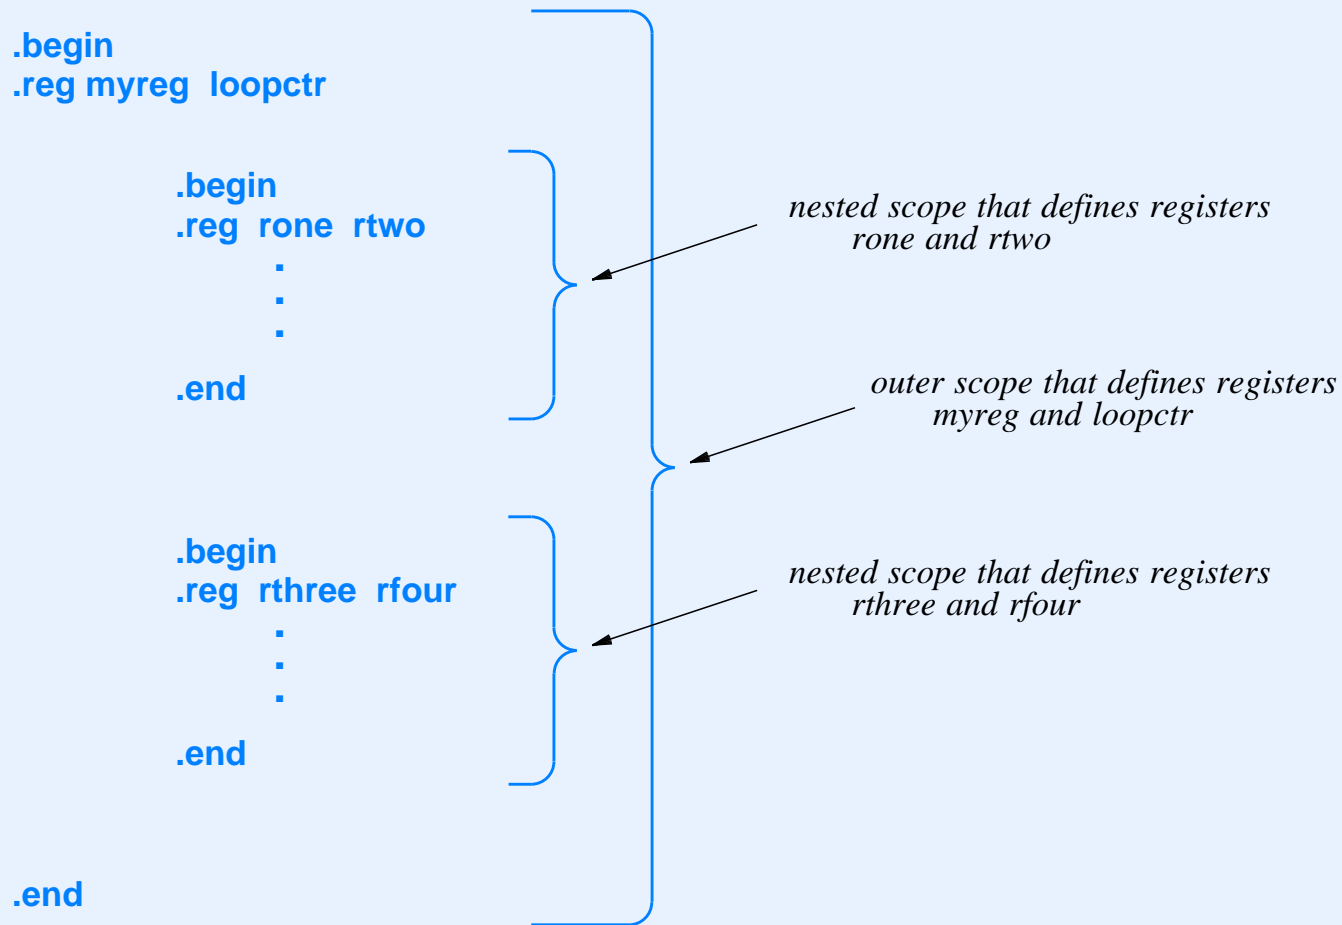 .begin
.reg myreg loopctr
.begin
.reg rone rtwo
.
.
.
.end
nested scope that defines registers
rone and rtwo
outer scope that defines registers
myreg and loopctr
.begin
.reg rthree rfour
.
.
.
.end
nested scope that defines registers
rthree and rfour
.end